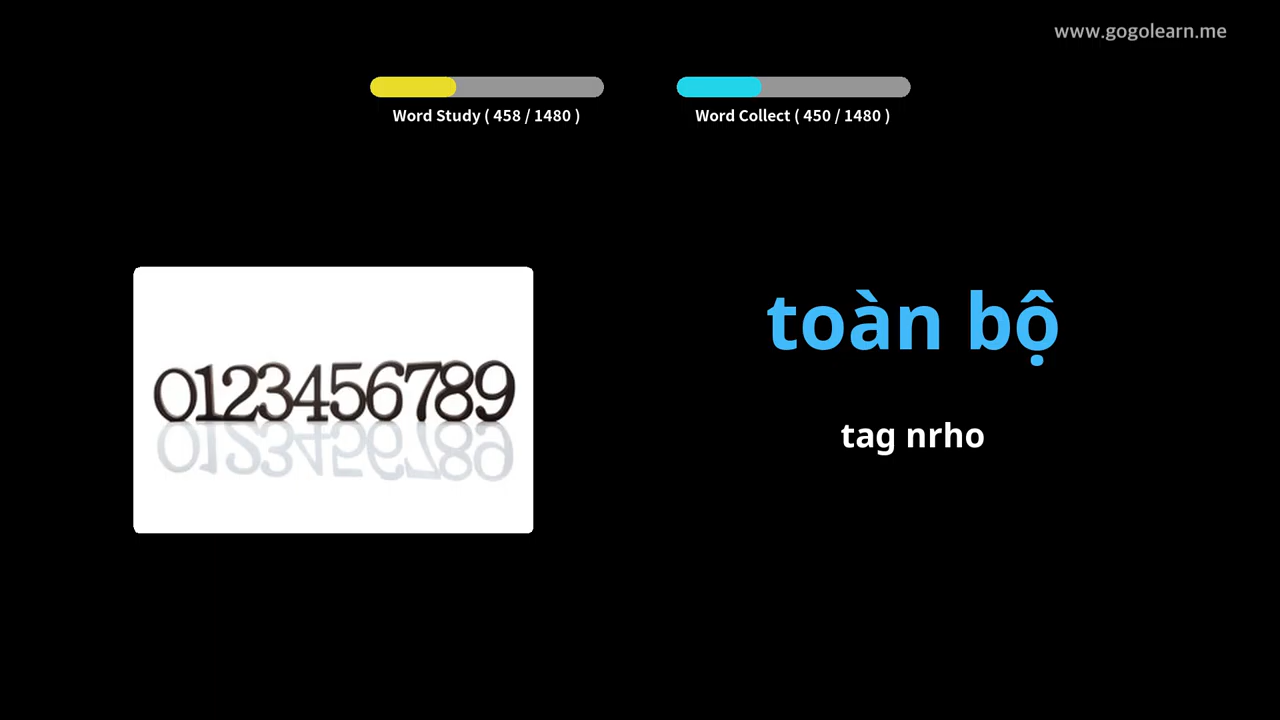 www.gogolearn.me
Word Study ( 458 / 1480 )
Word Collect ( 450 / 1480 )
0123456789
toàn bộ
tag nrho